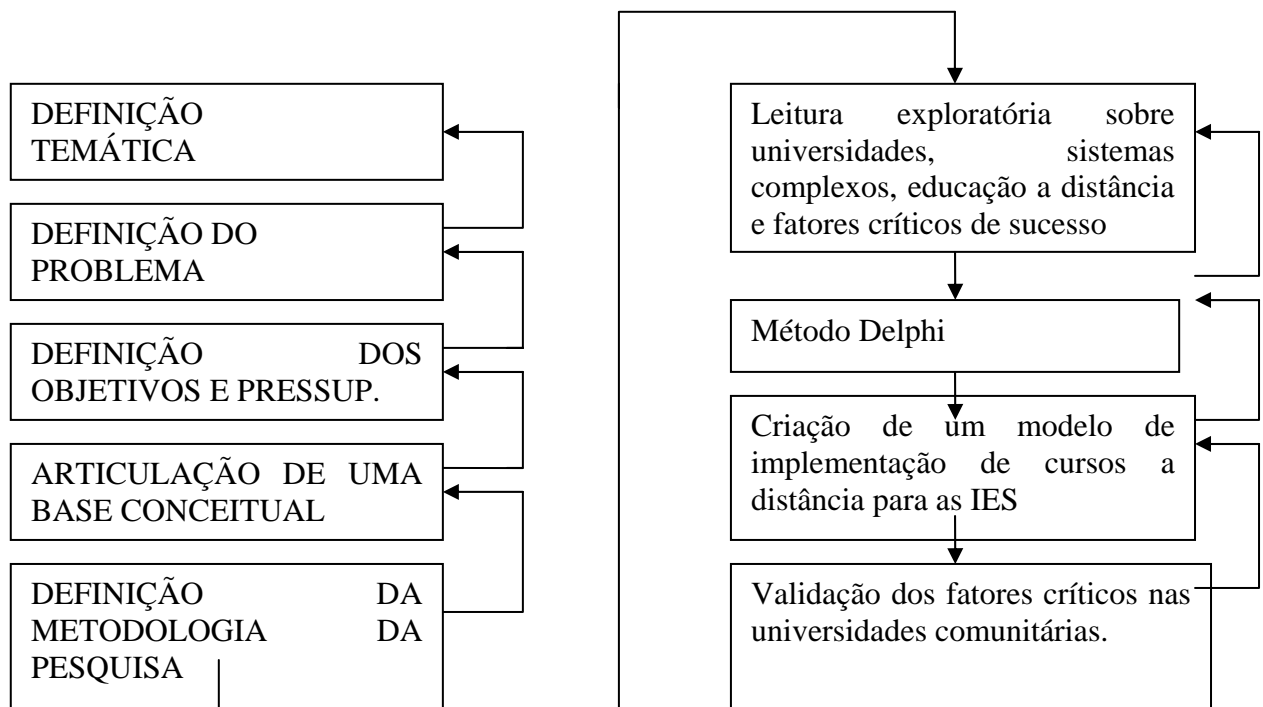 DEFINIÇÃO
TEMÁTICA
DEFINIÇÃO DO
PROBLEMA
DEFINIÇÃO DOS
OBJETIVOS E PRESSUP.
ARTICULAÇÃO DE UMA
BASE CONCEITUAL
DEFINIÇÃO DA
METODOLOGIA DA
PESQUISA
Leitura exploratória sobre
universidades, sistemas
complexos, educação a distância
e fatores críticos de sucesso
Método Delphi
Criação de um modelo de
implementação de cursos a
distância para as IES
Validação dos fatores críticos nas
universidades comunitárias.